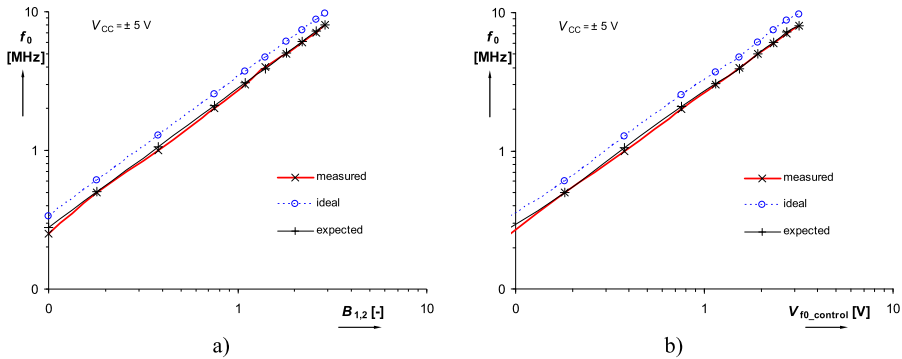 10
f0
[MHz]
VCC = ± 5 V
1
measured
ideal
expected
0
0
1
10
B1,2 [-]
a)
10
f0
[MHz]
VCC = ± 5 V
1
measured
ideal
expected
0
0
1
10
Vf0_control [V]
b)